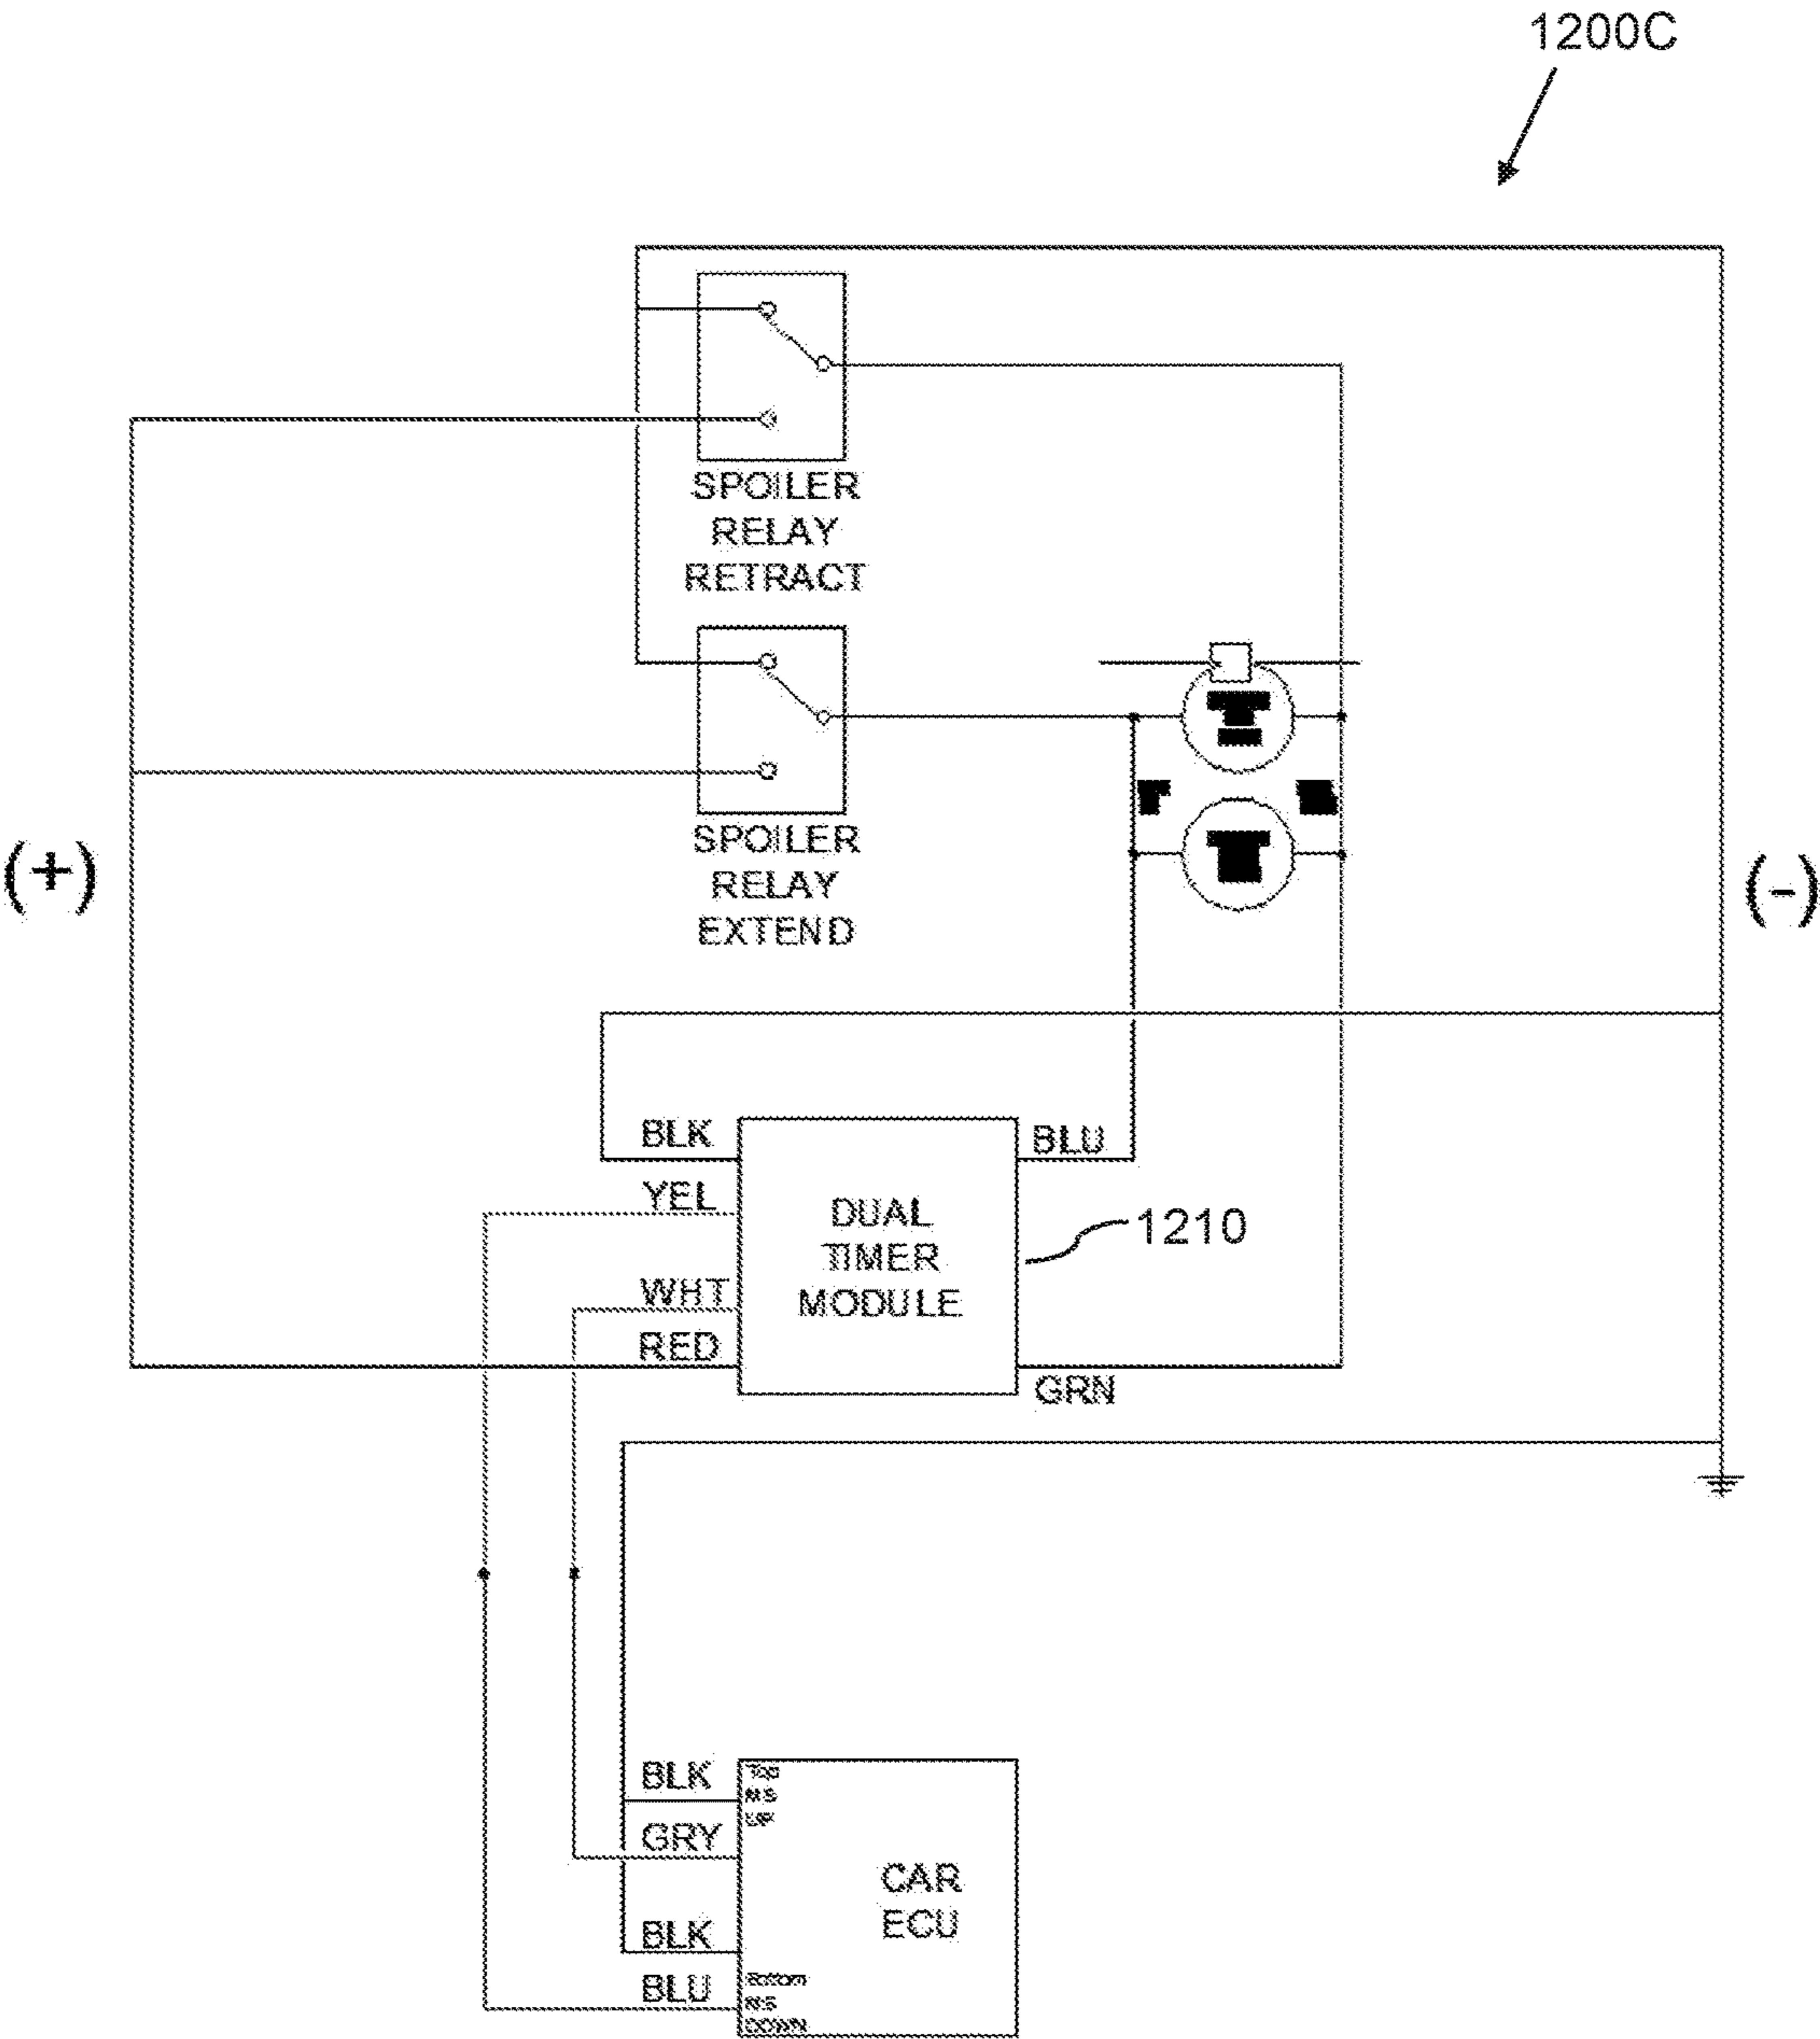 1200C
SPOILER
RELAY
RETRACT
SPOILER
RELAY
EXTEND
(+)
(-)
BLK
BLU
YEL
DUAL
TIMER
MODULE
1210
WHT
RED
GRN
BLK
Top
UP
GRY
CAR
ECU
BLK
Bottom
BLU
DOWN